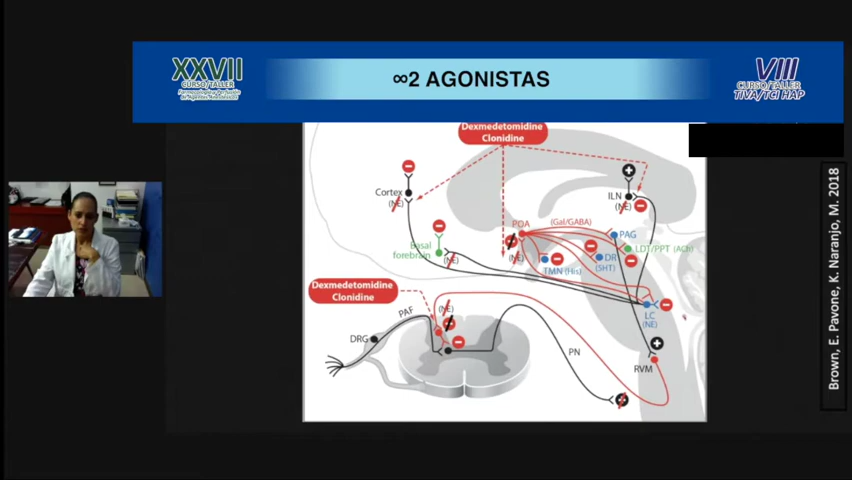 XXVII
CURSO/TALLER
∞2 AGONISTAS
VIII
CURSO/TALLER
TIVA/TCI HAP
Dexmedetomidine
Clonidine
Cortex
(NE)
ILN
(NE)
POA
(Gal/GABA)
PAG
Basal
forebrain
(NE)
(NE)
TMN (His)
DR
(5HT)
LDT/PPT (ACh)
LC
(NE)
Dexmedetomidine
Clonidine
PAF
(NE)
DRG
PN
RVM
Brown, E. Pavone, K. Naranjo, M. 2018